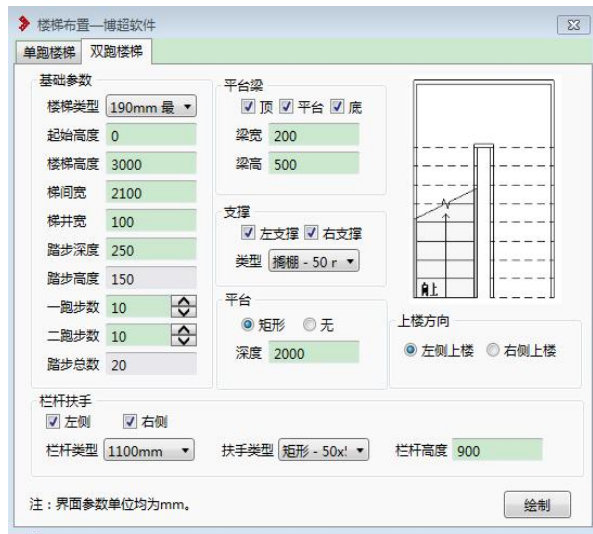 楼梯布置—博超软件
单跑楼梯 双跑楼梯
基础参数
楼梯类型 190mm 最
起始高度 0
楼梯高度 3000
梯间宽 2100
梯井宽 100
踏步深度 250
踏步高度 150
一跑步数 10
二跑步数 10
踏步总数 20
平台梁
顶 平台 底
梁宽 200
梁高 500
支撑
左支撑 右支撑
类型 搁栅 - 50 r
平台
矩形 无
深度 2000
向上
上楼方向
左侧上楼 右侧上楼
栏杆扶手
左侧 右侧
栏杆类型 1100mm 扶手类型 矩形 - 50x! 栏杆高度 900
注：界面参数单位均为mm。
绘制